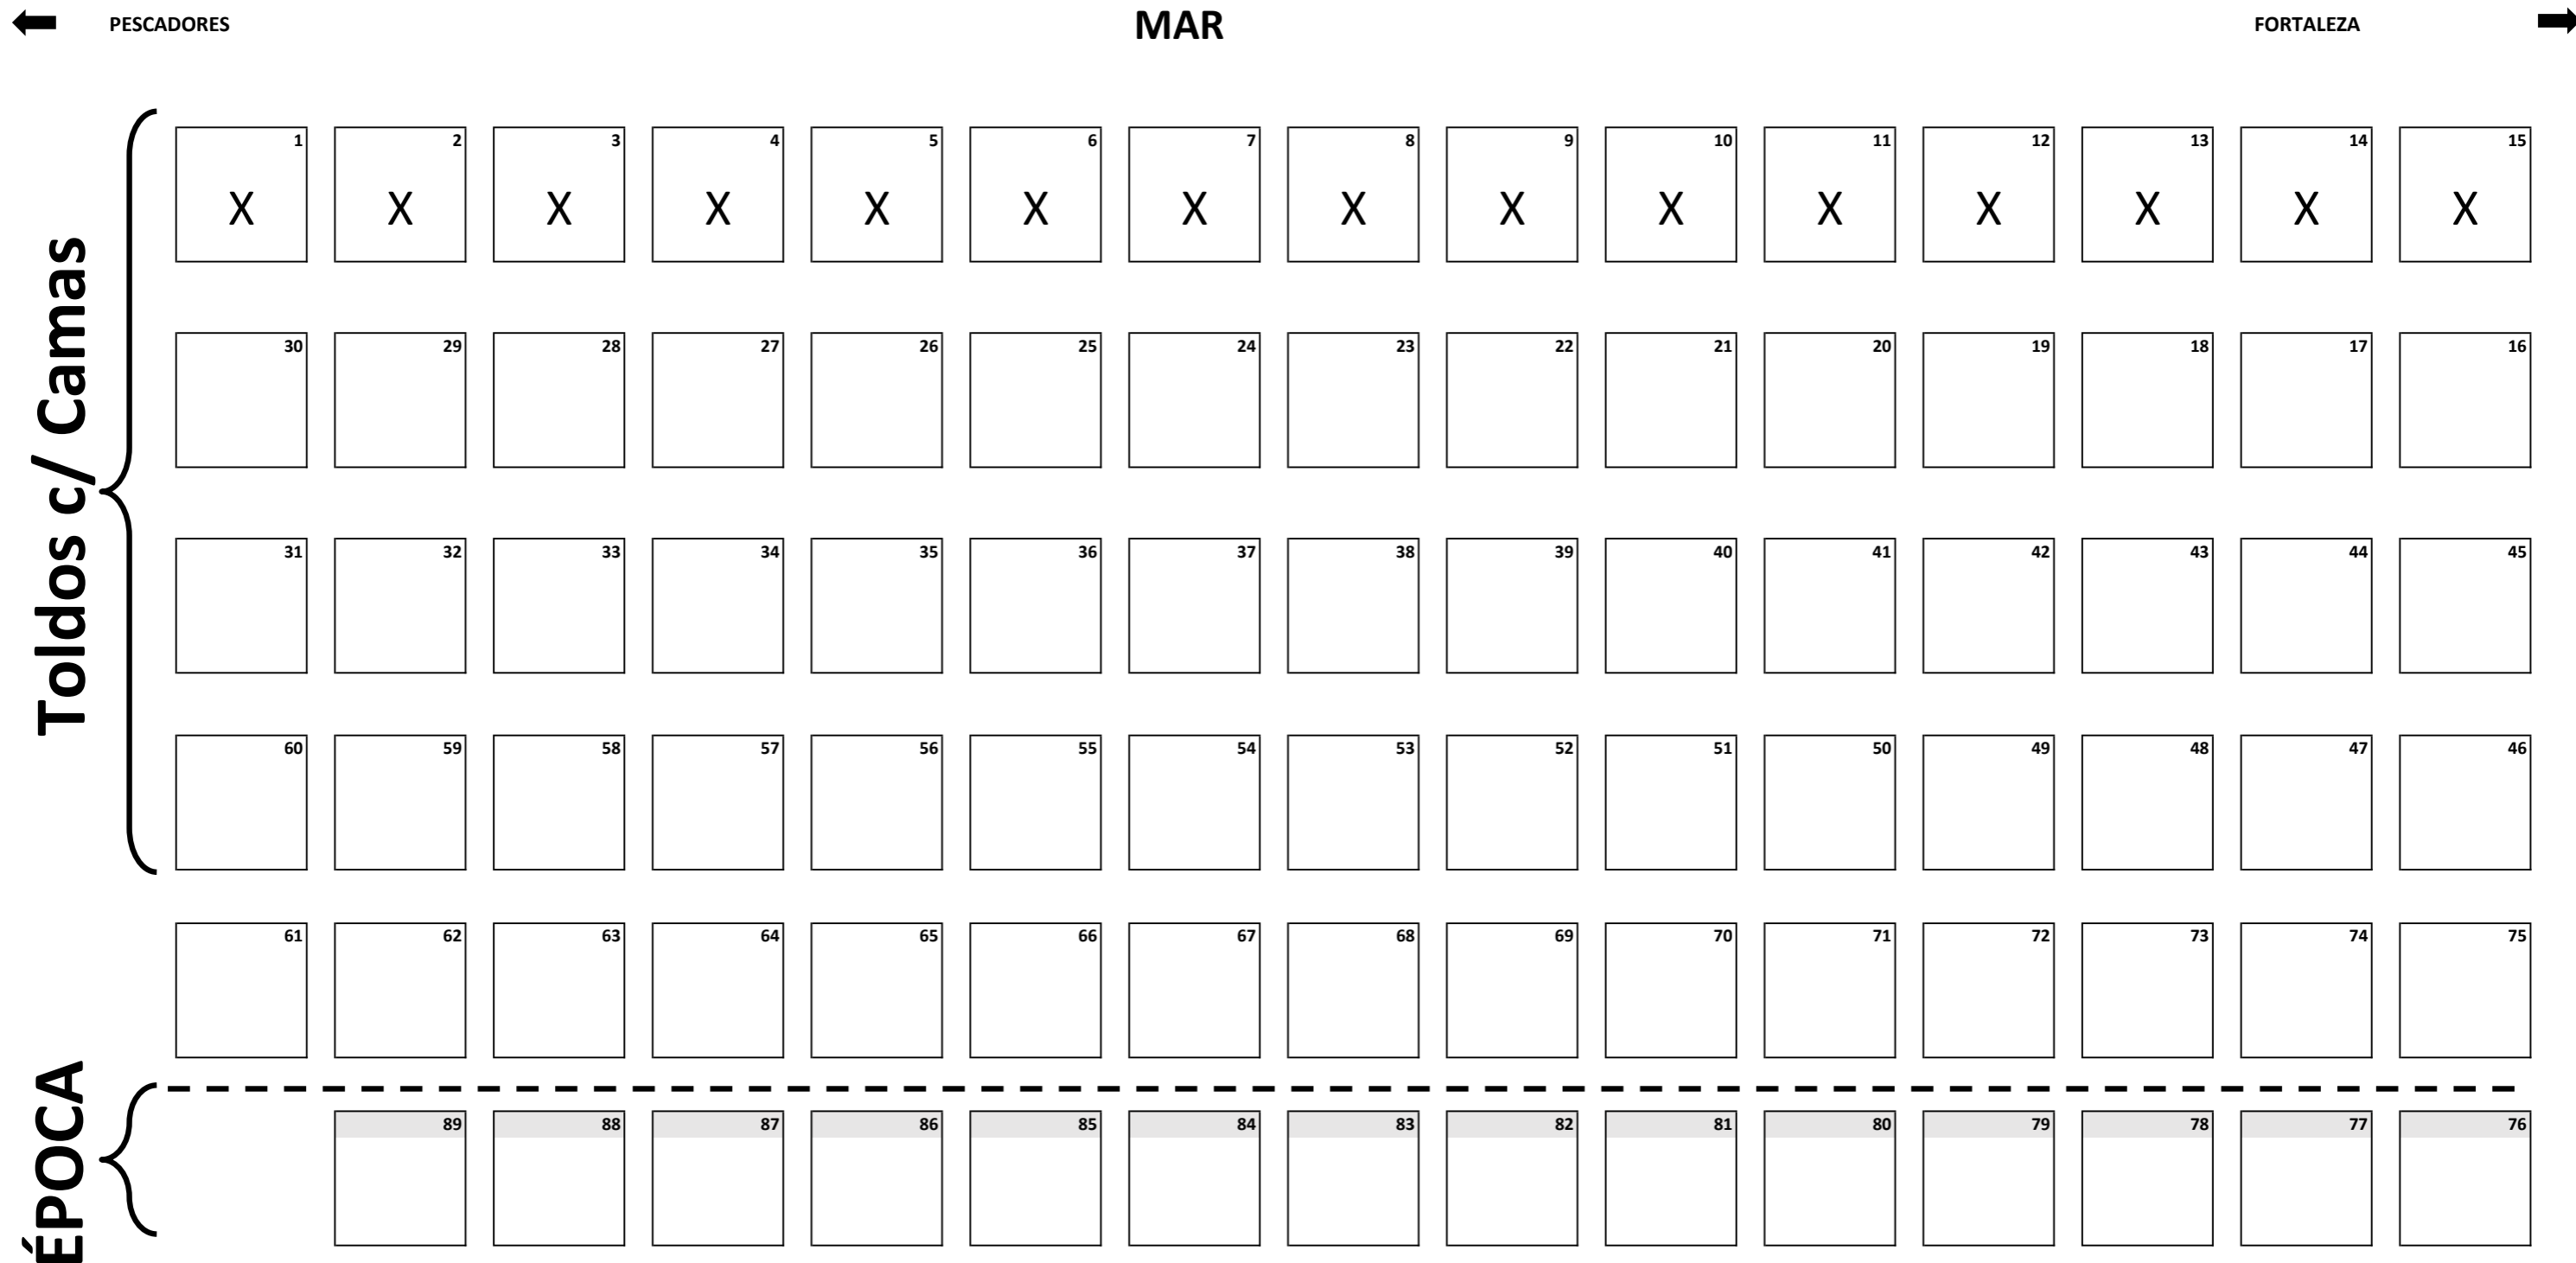 PESCADORES MAR FORTALEZA
Toldos c/ Camas
1 2 3 4 5 6 7 8 9 10 11 12 13 14 15
X X X X X X X X X X X X X X X
30 29 28 27 26 25 24 23 22 21 20 19 18 17 16
31 32 33 34 35 36 37 38 39 40 41 42 43 44 45
60 59 58 57 56 55 54 53 52 51 50 49 48 47 46
61 62 63 64 65 66 67 68 69 70 71 72 73 74 75
ÉPOCA
89 88 87 86 85 84 83 82 81 80 79 78 77 76